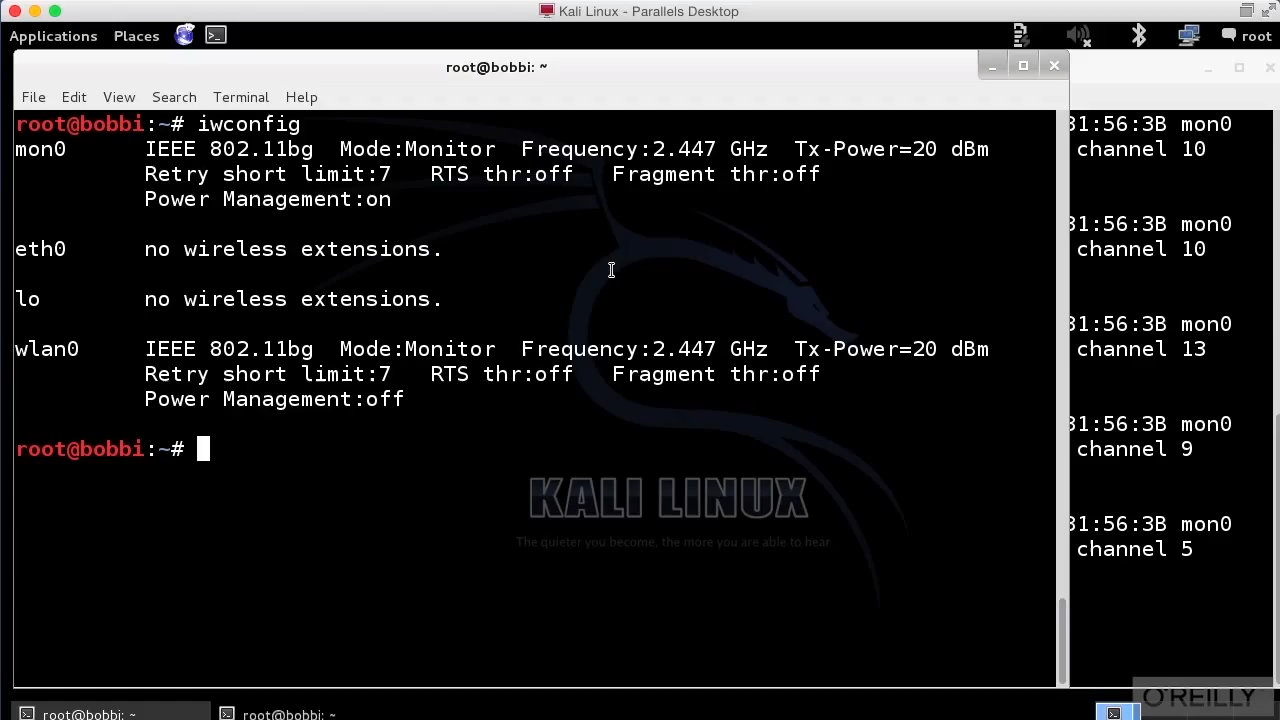 Kali Linux - Parallels Desktop
Applications Places root
root@bobbi: ~
File Edit View Search Terminal Help
root@bobbi:~# iwconfig
mon0 IEEE 802.11bg Mode:Monitor Frequency:2.447 GHz Tx-Power=20 dBm
Retry short limit:7 RTS thr:off Fragment thr:off
Power Management:on
eth0 no wireless extensions.
lo no wireless extensions.
wlan0 IEEE 802.11bg Mode:Monitor Frequency:2.447 GHz Tx-Power=20 dBm
Retry short limit:7 RTS thr:off Fragment thr:off
Power Management:off
root@bobbi:~#
KALI LINUX
The quieter you become, the more you are able to hear
31:56:3B mon0
channel 10
31:56:3B mon0
channel 10
31:56:3B mon0
channel 13
31:56:3B mon0
channel 9
31:56:3B mon0
channel 5
O'REILLY
root@bobbi: ~ root@bobbi: ~